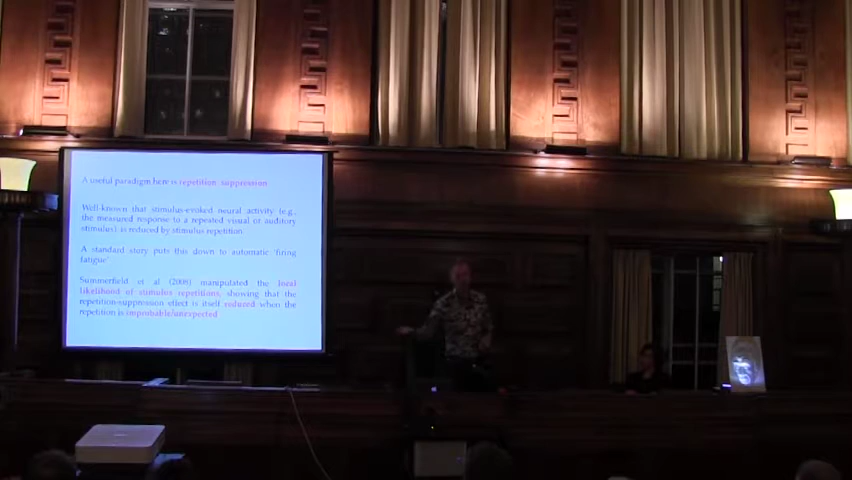 A useful paradigm here is repetition suppression
Well-known that stimulus-evoked neural activity (e.g.,
the measured response to a repeated visual or auditory
stimulus) is reduced by stimulus repetition
A standard story puts this down to automatic 'firing
fatigue'
Summerfield et al (2008) manipulated the local
likelihood of stimulus repetitions, showing that the
repetition-suppression effect is itself reduced when the
repetition is improbable/unexpected